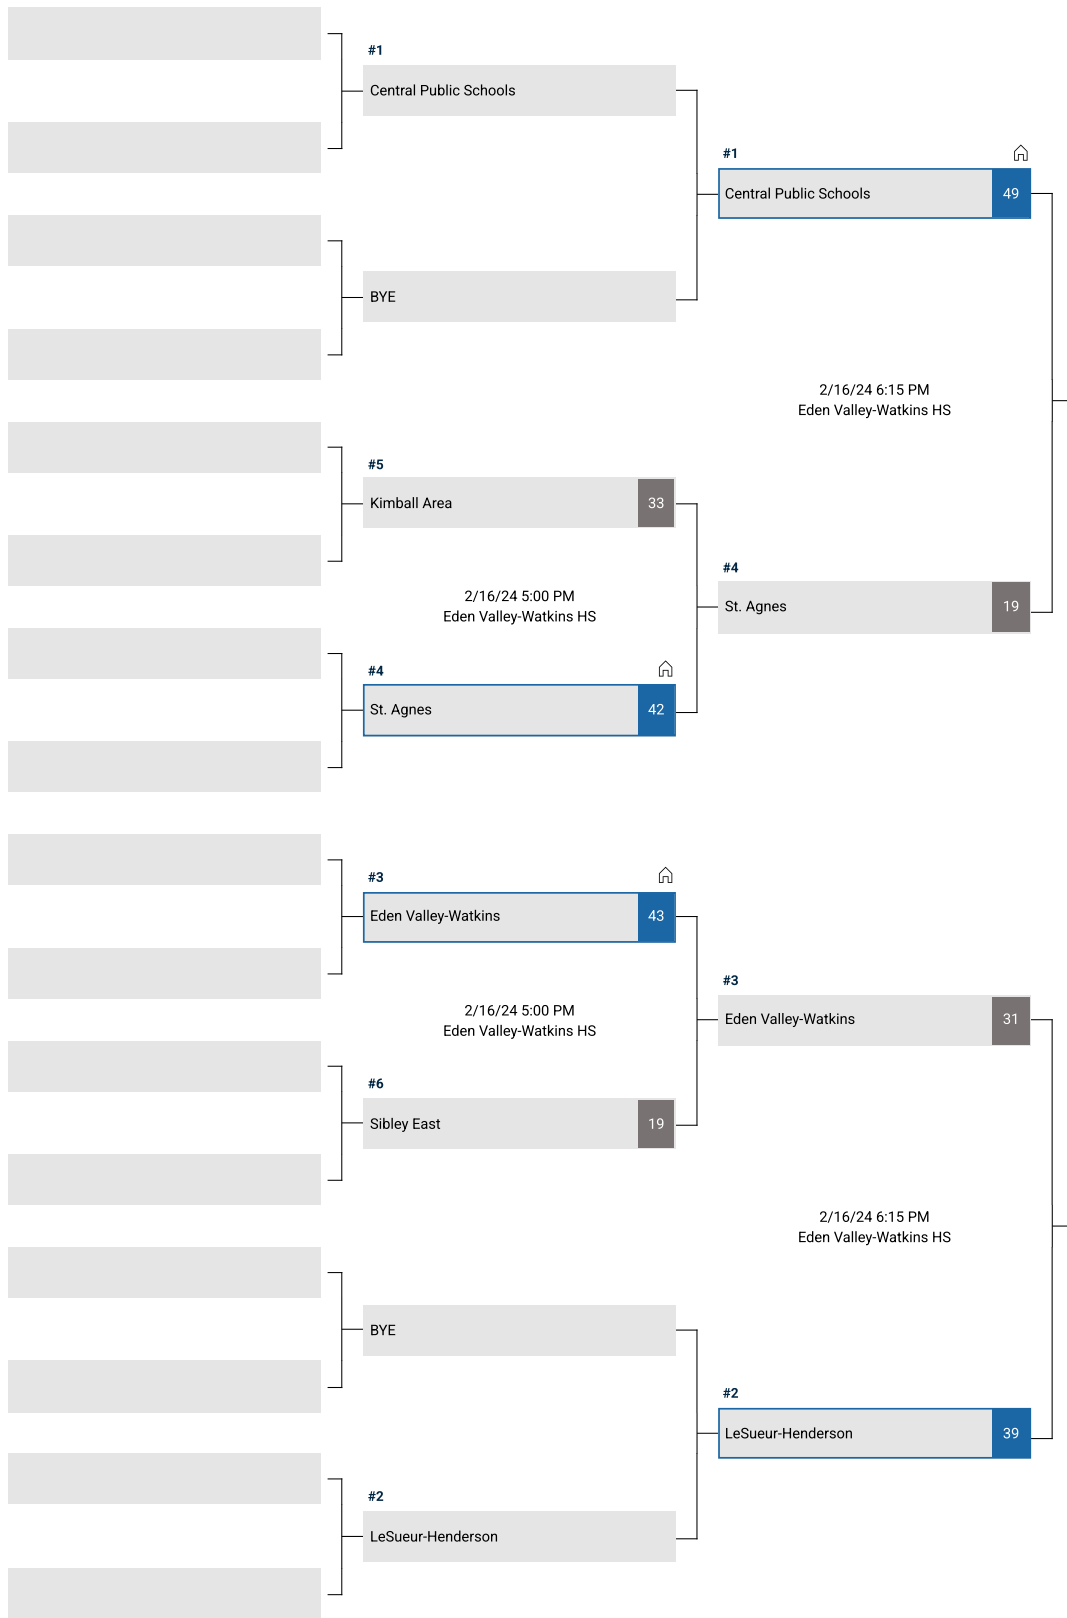 #1
Central Public Schools
#1
Central Public Schools 49
BYE
2/16/24 6:15 PM
Eden Valley-Watkins HS
#5
Kimball Area 33
2/16/24 5:00 PM
Eden Valley-Watkins HS
#4
St. Agnes 19
#4
St. Agnes 42
#3
Eden Valley-Watkins 43
2/16/24 5:00 PM
Eden Valley-Watkins HS
#3
Eden Valley-Watkins 31
#6
Sibley East 19
2/16/24 6:15 PM
Eden Valley-Watkins HS
BYE
#2
LeSueur-Henderson 39
#2
LeSueur-Henderson